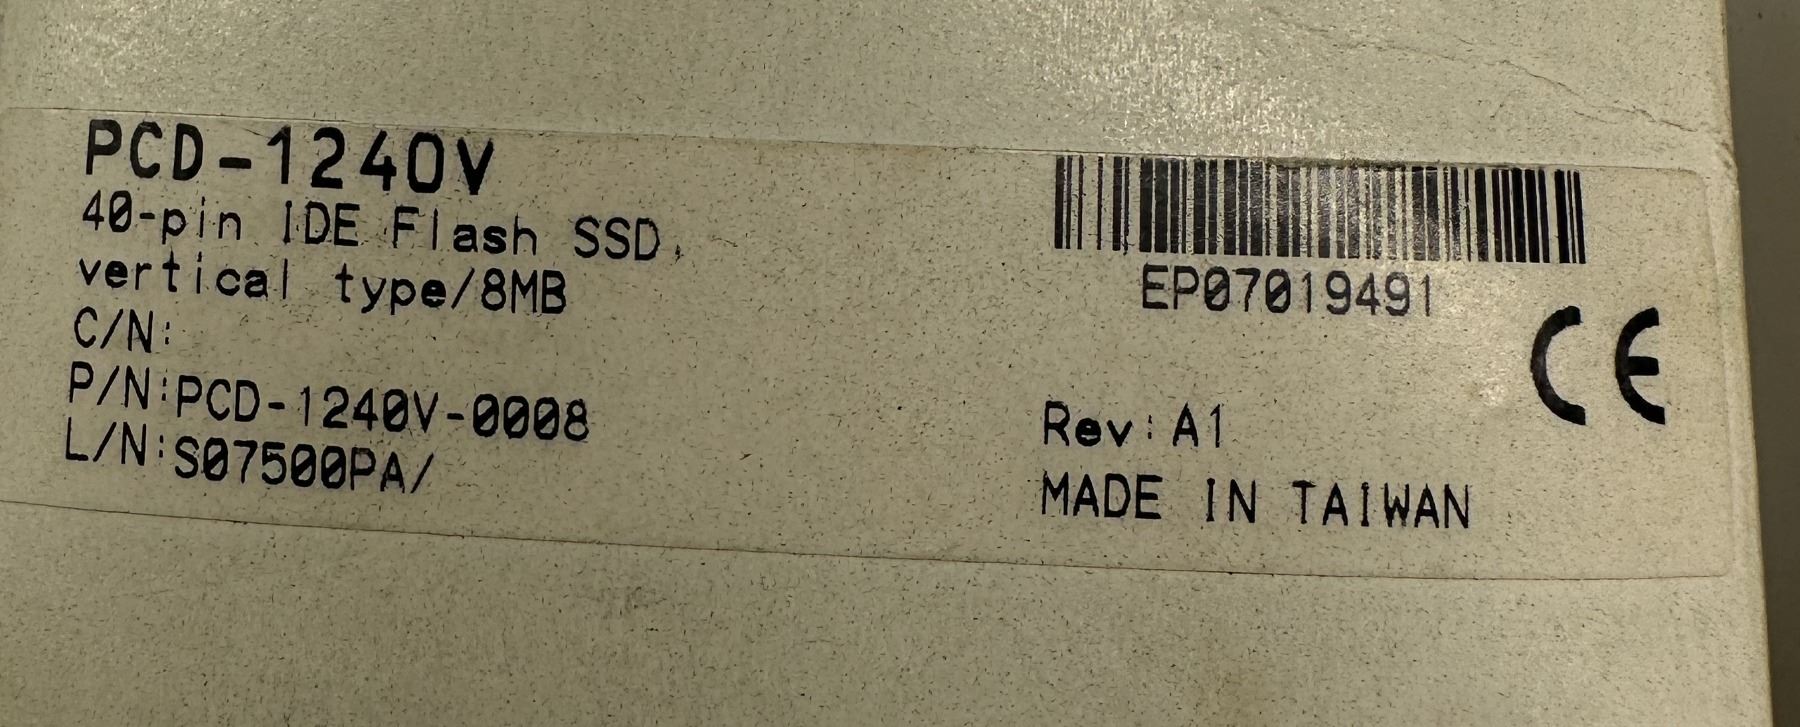 PCD-1240V
40-pin IDE Flash SSD,
vertical type/8MB
C/N:
P/N:PCD-1240V-0008
L/N:S07500PA/
EP07019491
CE
Rev:A1
MADE IN TAIWAN